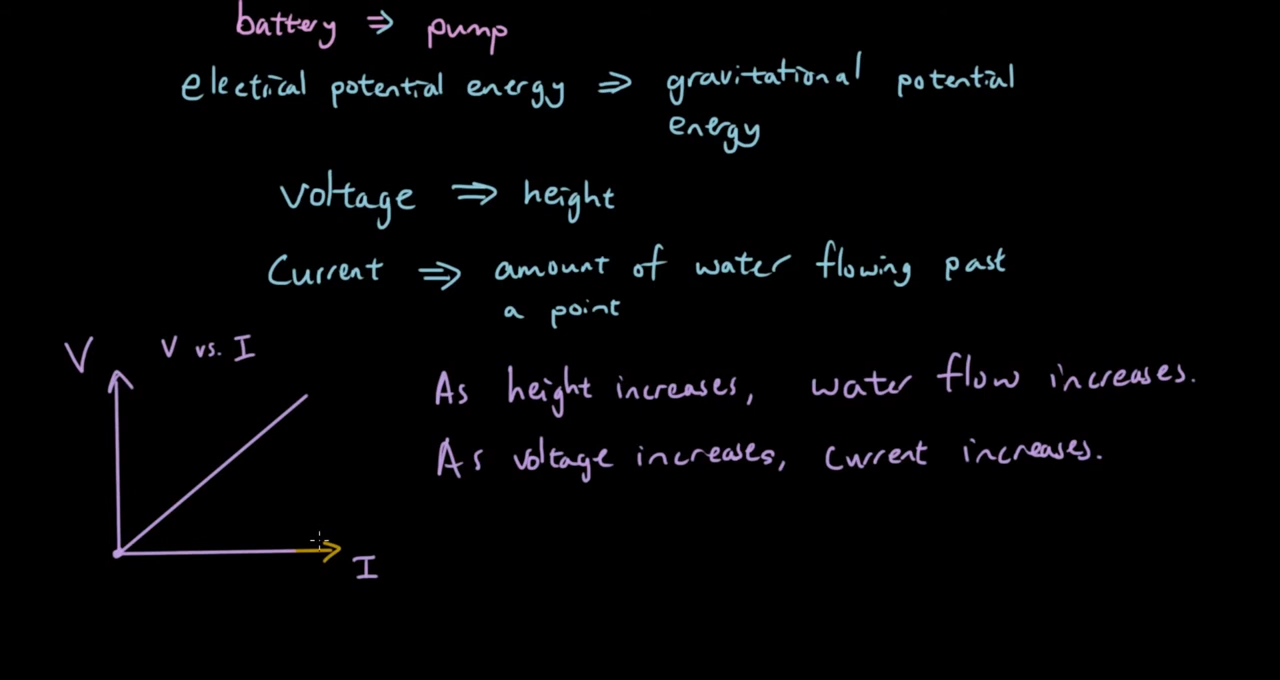 battery ⇒ pump
electical potential energy ⇒ gravitational potential
energy
voltage ⇒ height
Current ⇒ amount of water flowing past
a point
V
V vs. I
As height increases, water flow increases.
As voltage increases, current increases.
I